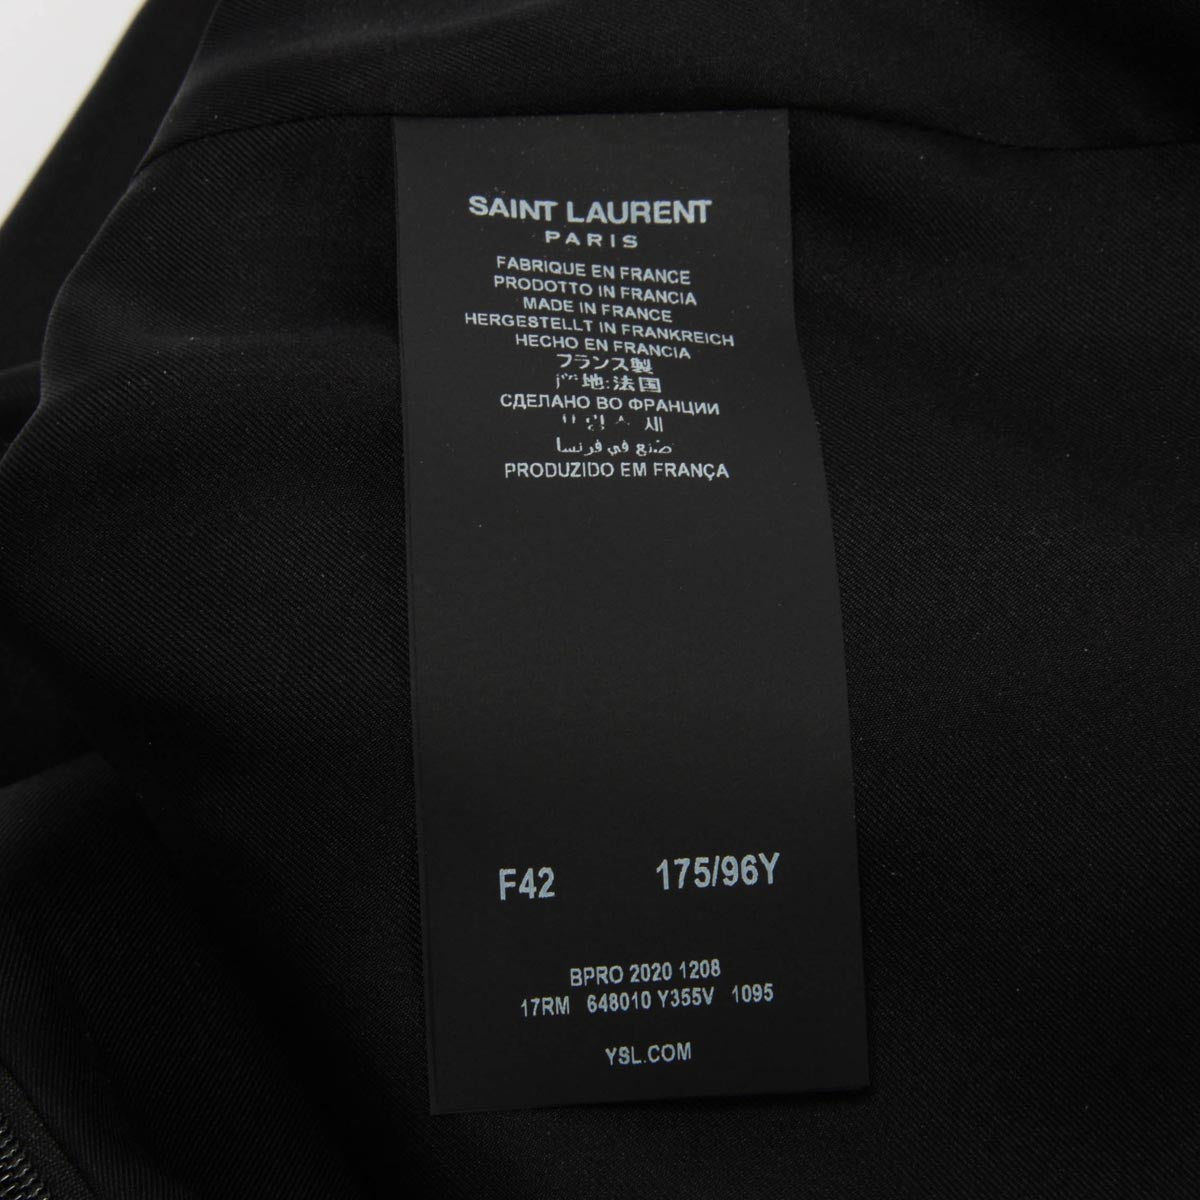 SAINT LAURENT
PARIS
FABRIQUE EN FRANCE
PRODOTTO IN FRANCIA
MADE IN FRANCE
HERGESTELLT IN FRANKREICH
HECHO EN FRANCIA
フランス製
地:法国
СДЕЛАНО ВО ФРАНЦИИ
صنع في فرنسا
PRODUZIDO EM FRANÇA
F42 175/96Y
BPRO 2020 1208
17RM 648010 Y355V 1095
YSL.COM